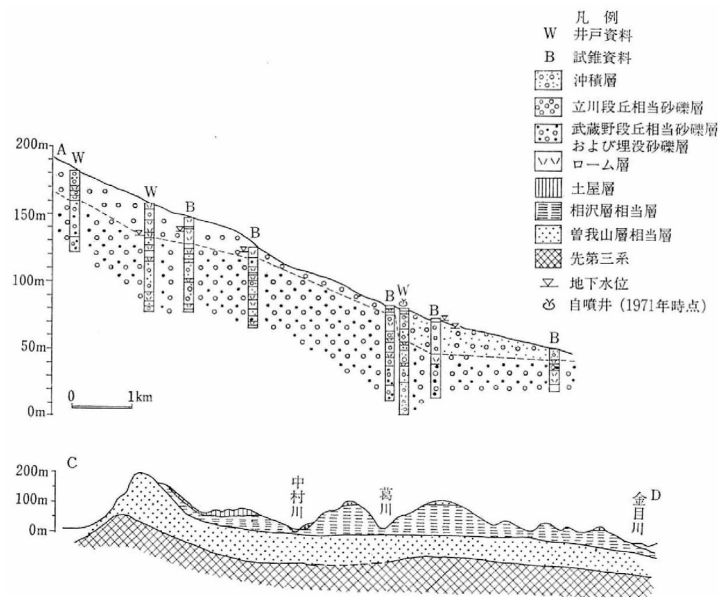 凡　例
W 井戸資料
B 試錐資料
沖積層
立川段丘相当砂礫層
武蔵野段丘相当砂礫層
および埋没砂礫層
ローム層
土屋層
相沢層相当層
曽我山層相当層
先第三系
地下水位
自噴井 (1971年時点)
200m A W
W
B
150m B
100m
B W B
50m B
0m
0 1km
C
200m 中村川 葛川 金目川 D
100m
0m